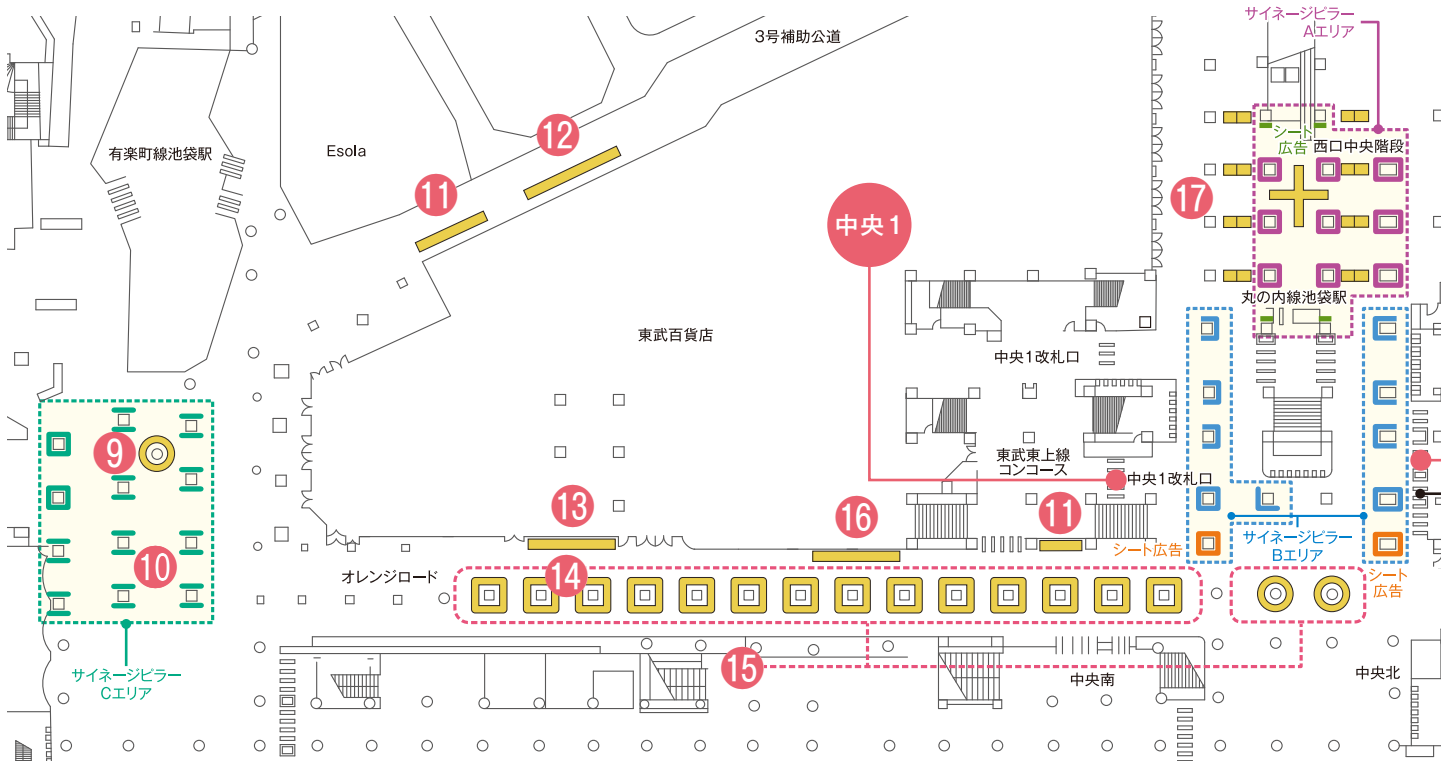 サイネージピラー
Aエリア
3号補助公道
12
有楽町線池袋駅
Esola
シート
広告
西口中央階段
11
17
中央1
丸の内線池袋駅
東武百貨店
中央1改札口
9
東武東上線
コンコース
中央1改札口
13
16
11
シート広告
サイネージピラー
Bエリア
10
オレンジロード
14
シート
広告
15
サイネージピラー
Cエリア
中央南
中央北